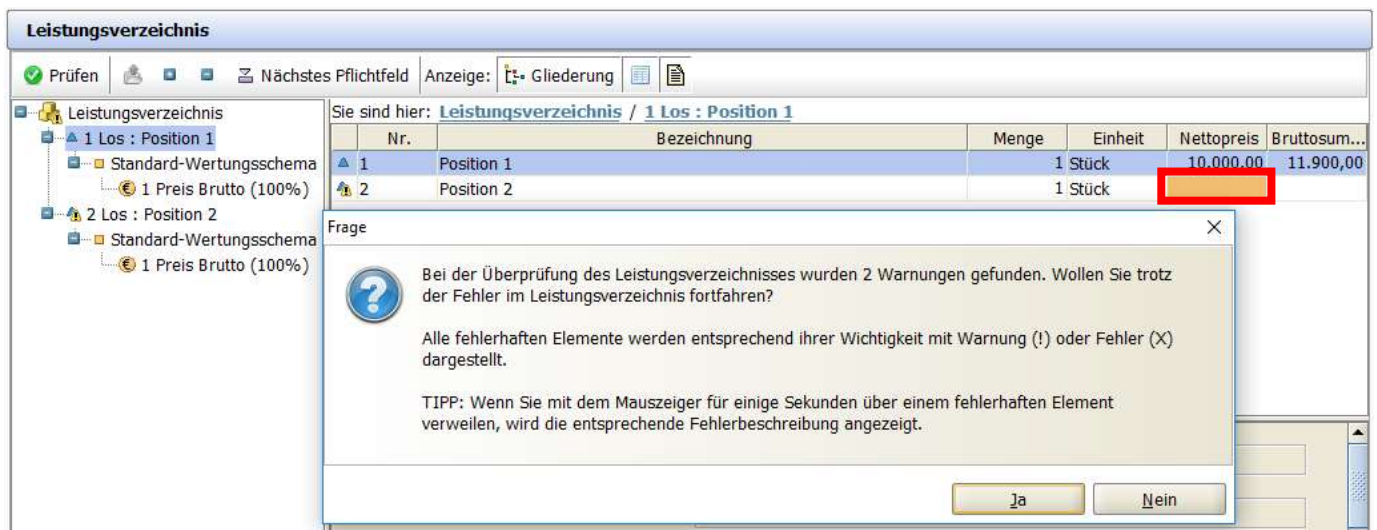 Leistungsverzeichnis
Prüfen Nächstes Pflichtfeld Anzeige: Gliederung
Leistungsverzeichnis
1 Los : Position 1
Standard-Wertungsschema
1 Preis Brutto (100%)
2 Los : Position 2
Standard-Wertungsschema
1 Preis Brutto (100%)
Sie sind hier: Leistungsverzeichnis / 1 Los : Position 1
Nr. Bezeichnung Menge Einheit Nettopreis Bruttosum...
1 Position 1 1 Stück 10.000,00 11.900,00
2 Position 2 1 Stück
Frage
Bei der Überprüfung des Leistungsverzeichnisses wurden 2 Warnungen gefunden. Wollen Sie trotz
der Fehler im Leistungsverzeichnis fortfahren?
Alle fehlerhaften Elemente werden entsprechend ihrer Wichtigkeit mit Warnung (!) oder Fehler (X)
dargestellt.
TIPP: Wenn Sie mit dem Mauszeiger für einige Sekunden über einem fehlerhaften Element
verweilen, wird die entsprechende Fehlerbeschreibung angezeigt.
Ja Nein